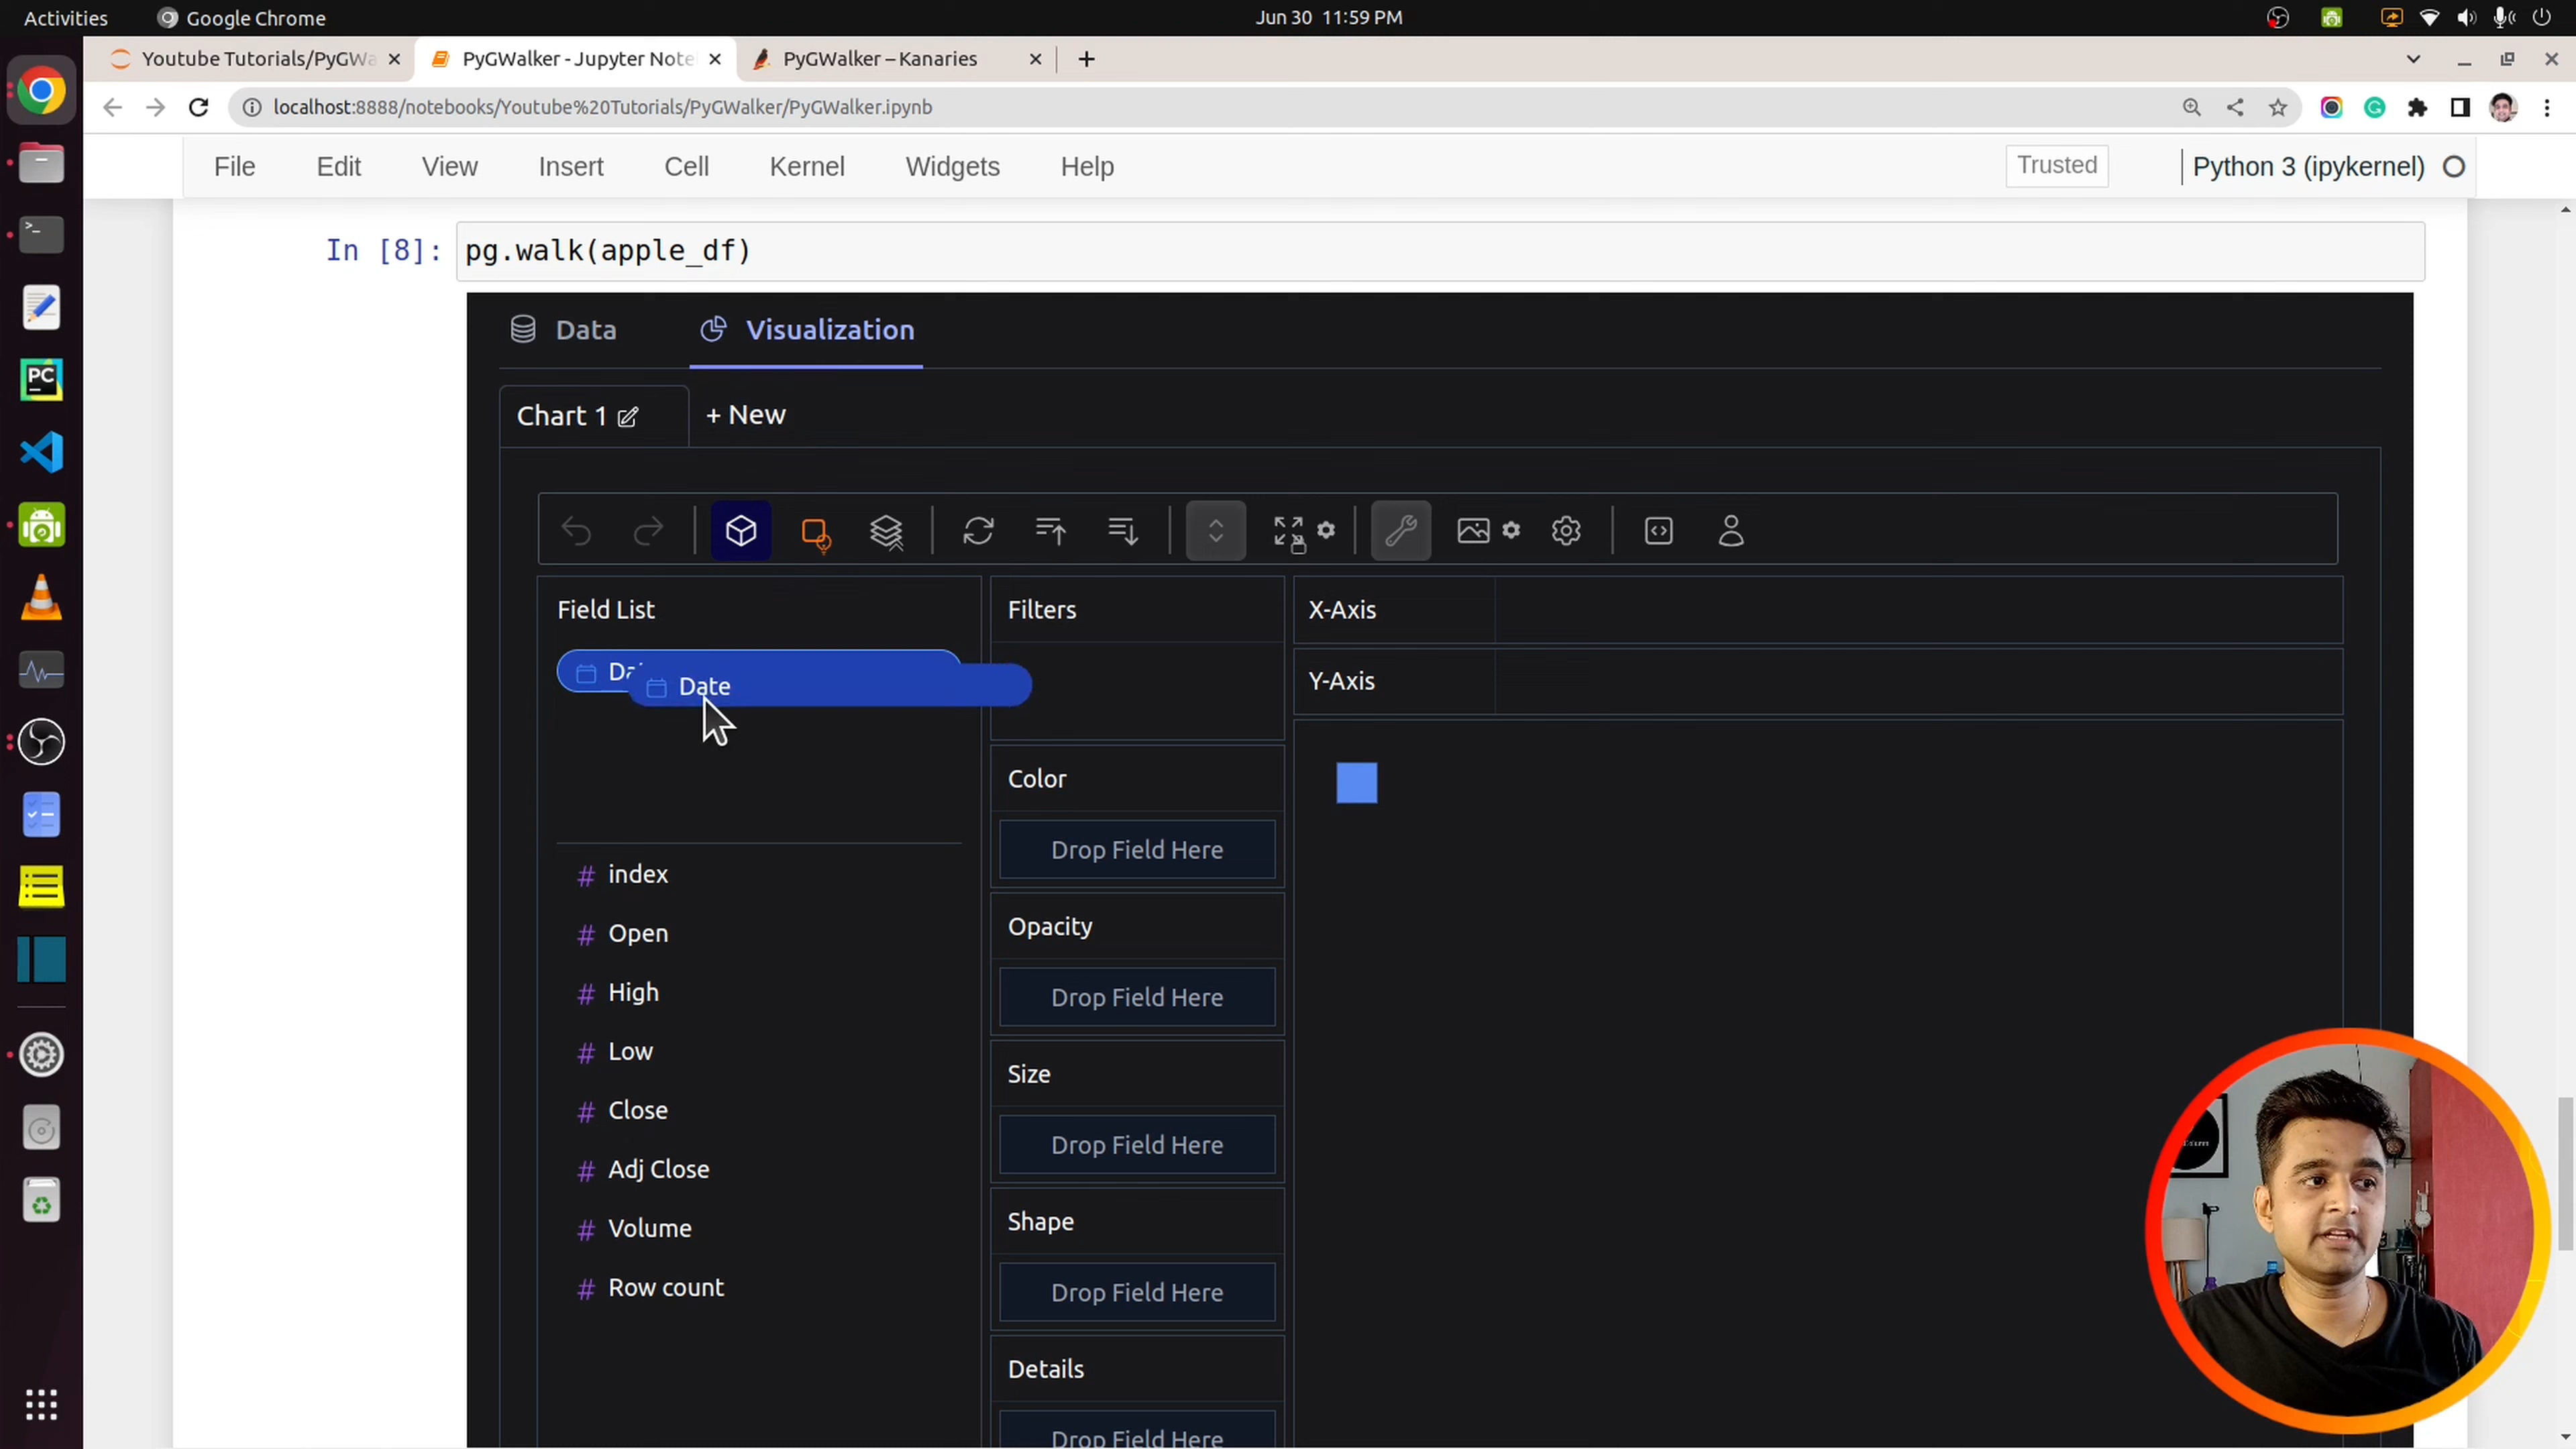 Activities
Google Chrome
Jun 30 11:59 PM
Youtube Tutorials/PyGWa
PyGWalker - Jupyter Note
PyGWalker – Kanaries
localhost:8888/notebooks/Youtube%20Tutorials/PyGWalker/PyGWalker.ipynb
File Edit View Insert Cell Kernel Widgets Help
Trusted
Python 3 (ipykernel)
In [8]: pg.walk(apple_df)
Data
Visualization
Chart 1
+ New
Field List
Date
index
Open
High
Low
Close
Adj Close
Volume
Row count
Filters
Color
Drop Field Here
Opacity
Drop Field Here
Size
Drop Field Here
Shape
Drop Field Here
Details
Drop Field Here
X-Axis
Y-Axis
PC